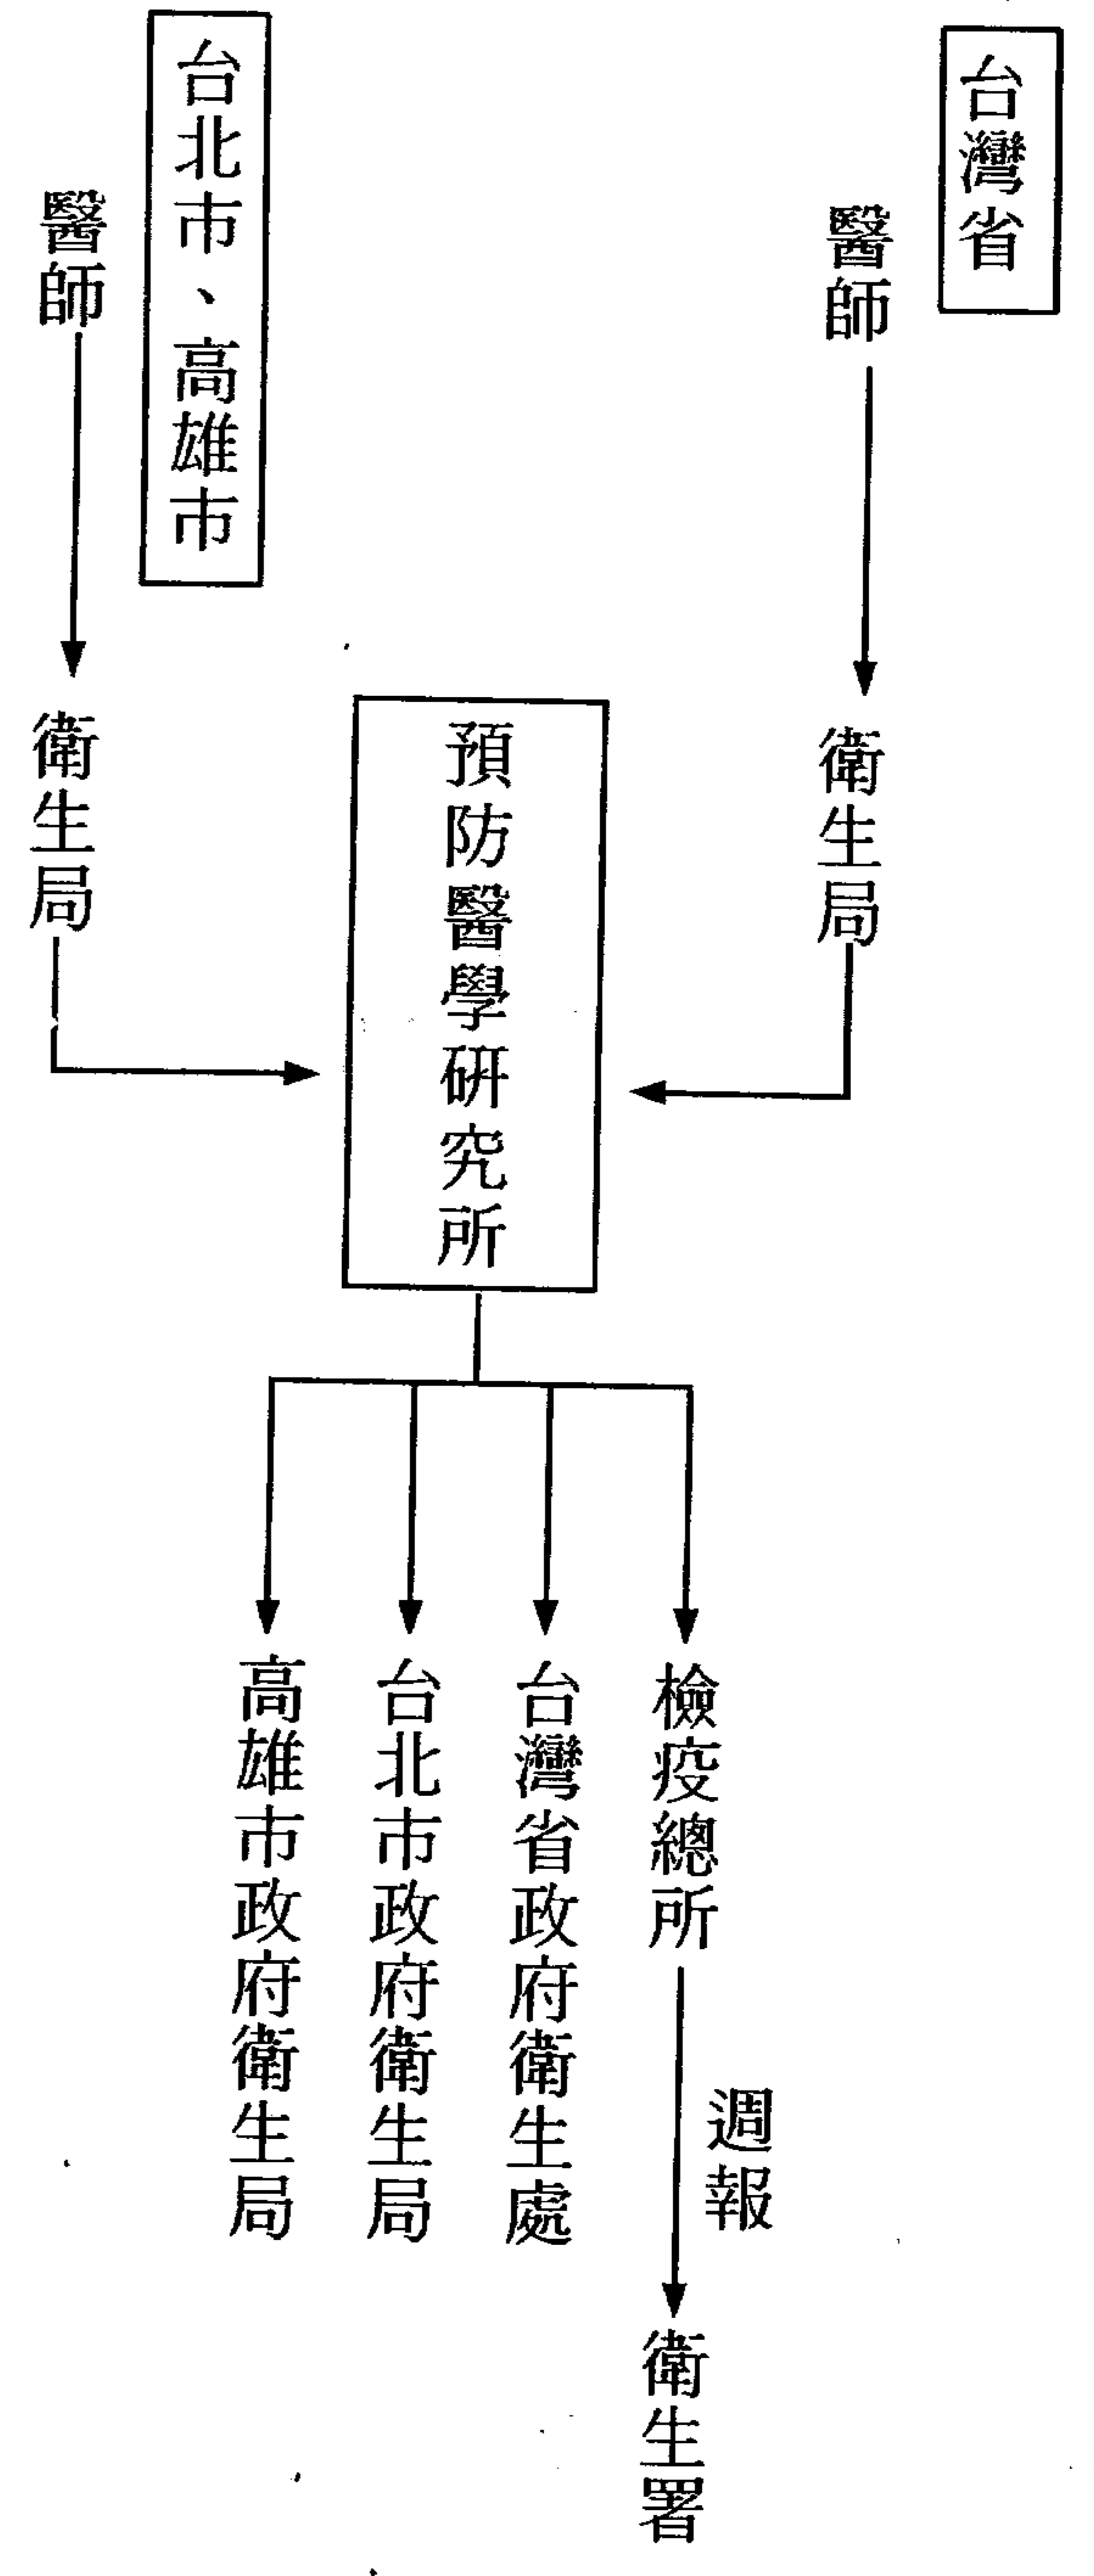 台灣省
醫師
衛生局
台北市、高雄市
醫師
衛生局
預防醫學研究所
檢疫總所
週報
衛生署
台灣省政府衛生處
台北市政府衛生局
高雄市政府衛生局